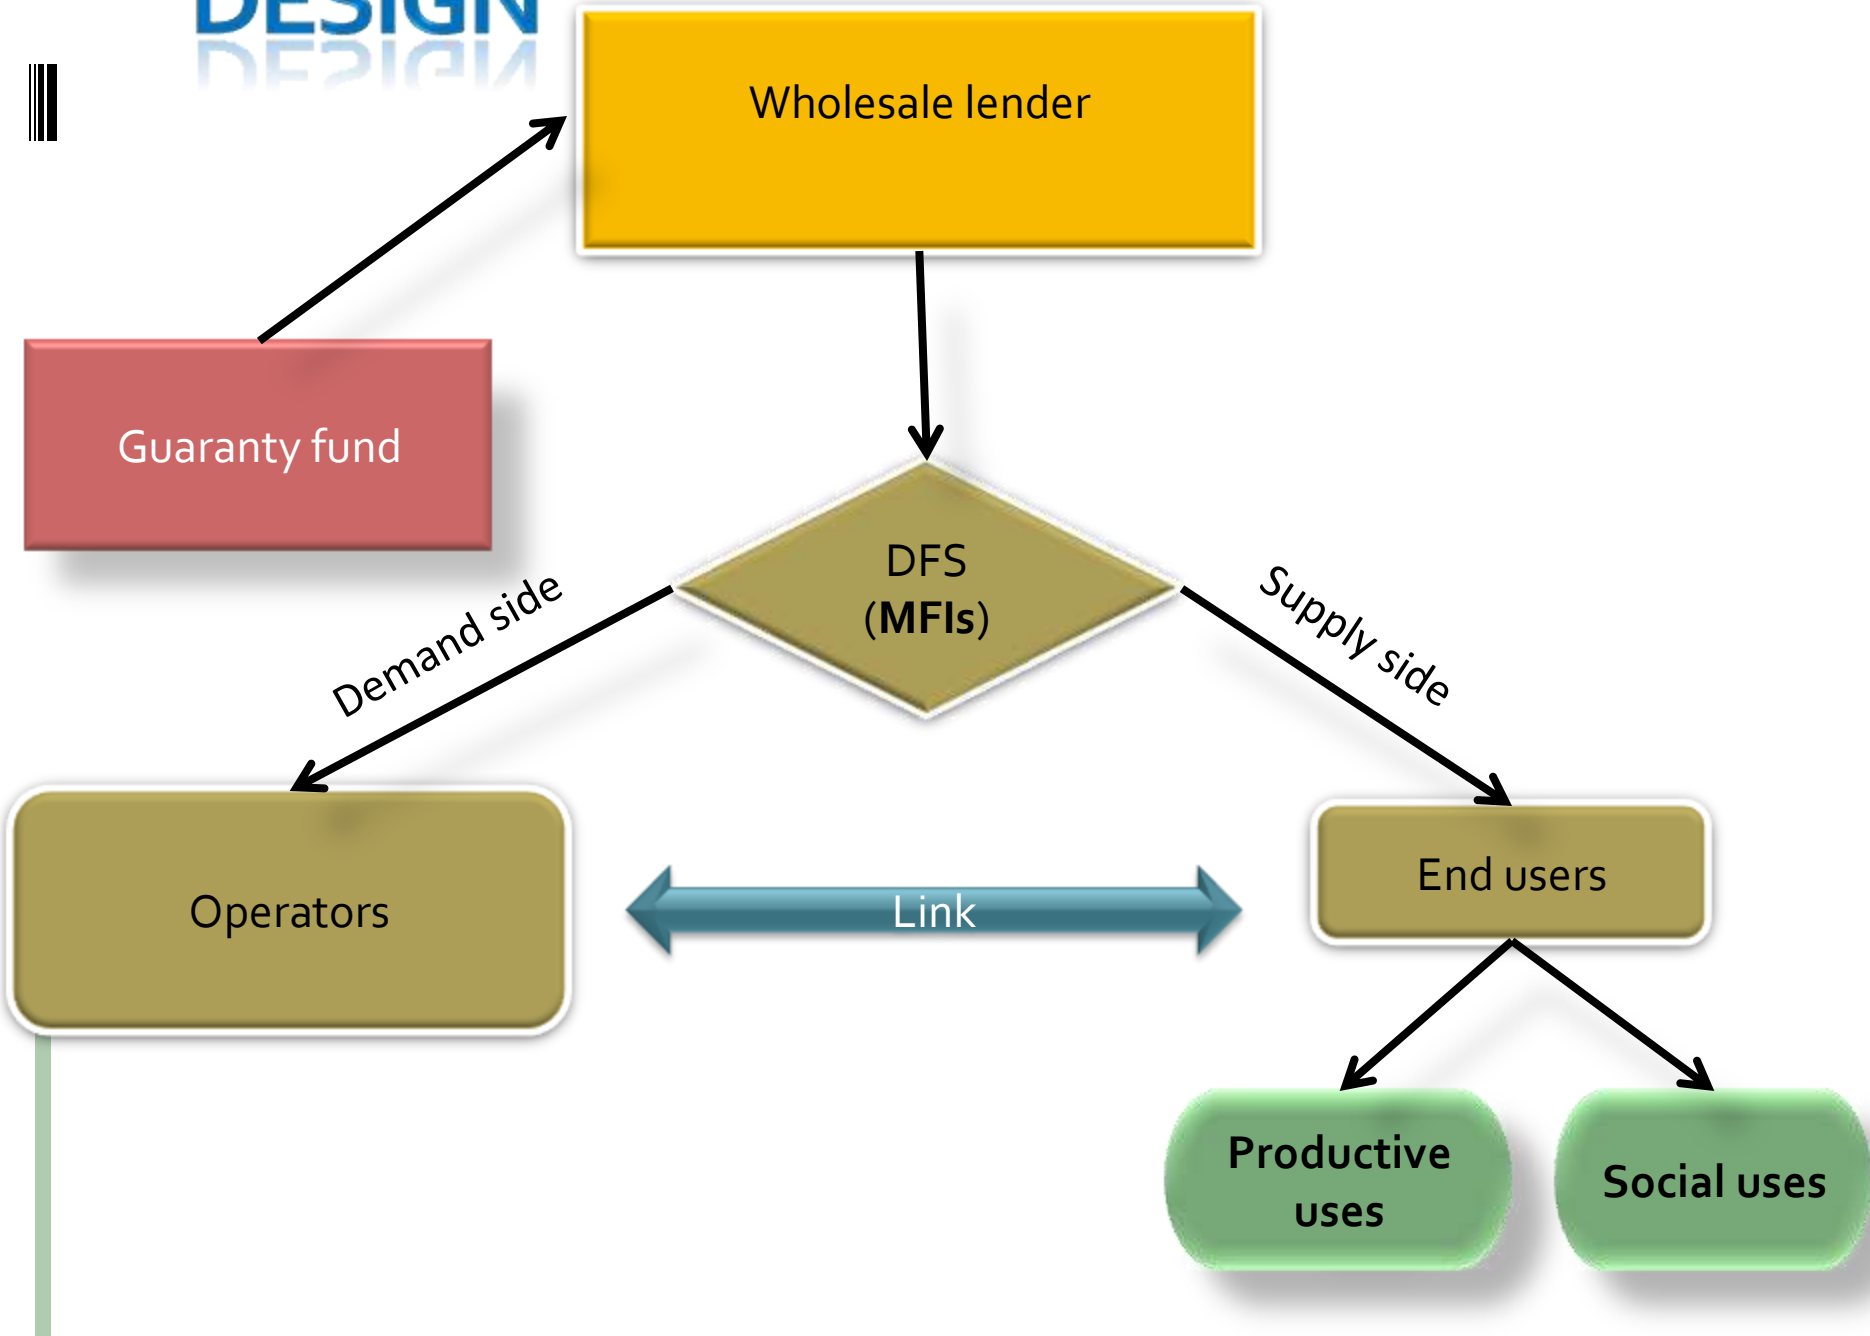 DESIGN
Wholesale lender
Guaranty fund
DFS
(MFIs)
Demand side
Supply side
Operators
Link
End users
Productive
uses
Social uses